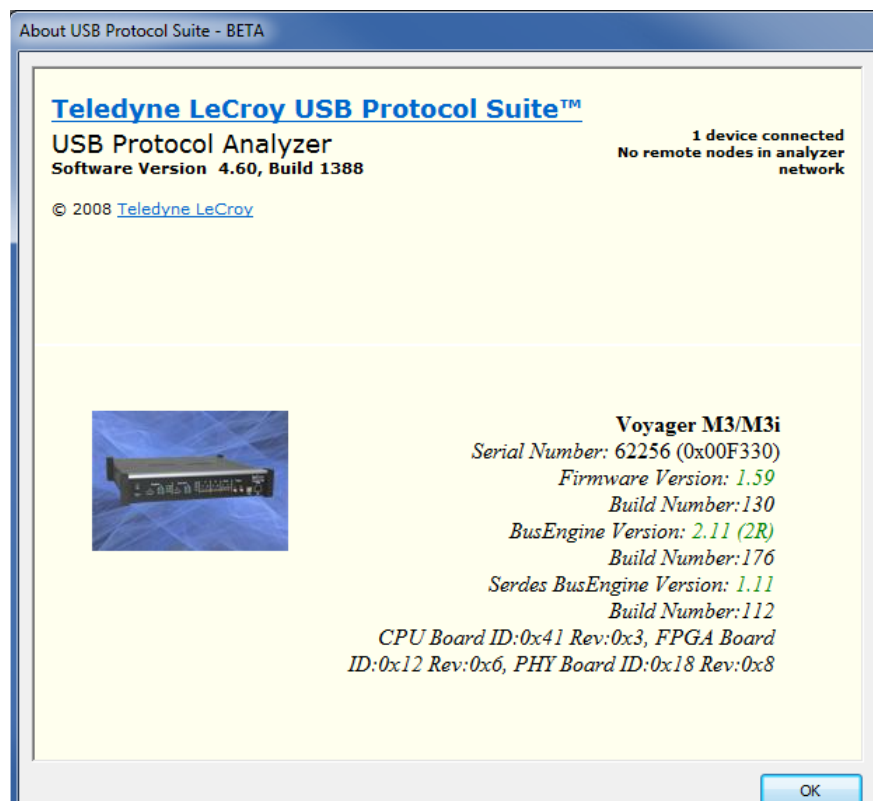 About USB Protocol Suite - BETA
Teledyne LeCroy USB Protocol Suite™
USB Protocol Analyzer
Software Version 4.60, Build 1388
1 device connected
No remote nodes in analyzer
network
© 2008 Teledyne LeCroy
Voyager M3/M3i
Serial Number: 62256 (0x00F330)
Firmware Version: 1.59
Build Number:130
BusEngine Version: 2.11 (2R)
Build Number:176
Serdes BusEngine Version: 1.11
Build Number:112
CPU Board ID:0x41 Rev:0x3, FPGA Board
ID:0x12 Rev:0x6, PHY Board ID:0x18 Rev:0x8
OK